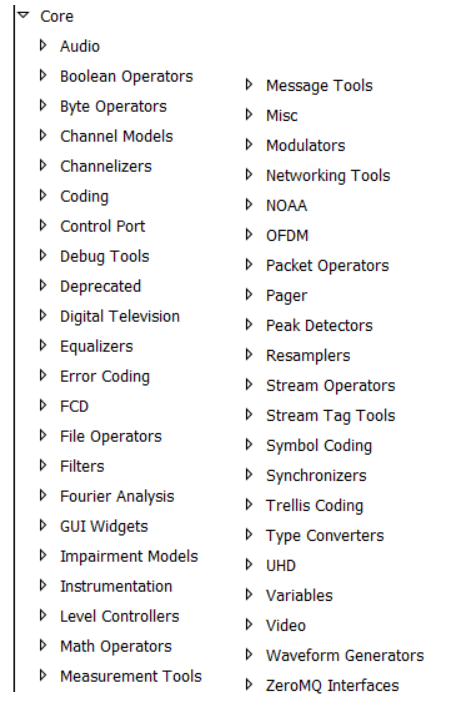 Core
Audio
Boolean Operators
Byte Operators
Channel Models
Channelizers
Coding
Control Port
Debug Tools
Deprecated
Digital Television
Equalizers
Error Coding
FCD
File Operators
Filters
Fourier Analysis
GUI Widgets
Impairment Models
Instrumentation
Level Controllers
Math Operators
Measurement Tools
Message Tools
Misc
Modulators
Networking Tools
NOAA
OFDM
Packet Operators
Pager
Peak Detectors
Resamplers
Stream Operators
Stream Tag Tools
Symbol Coding
Synchronizers
Trellis Coding
Type Converters
UHD
Variables
Video
Waveform Generators
ZeroMQ Interfaces